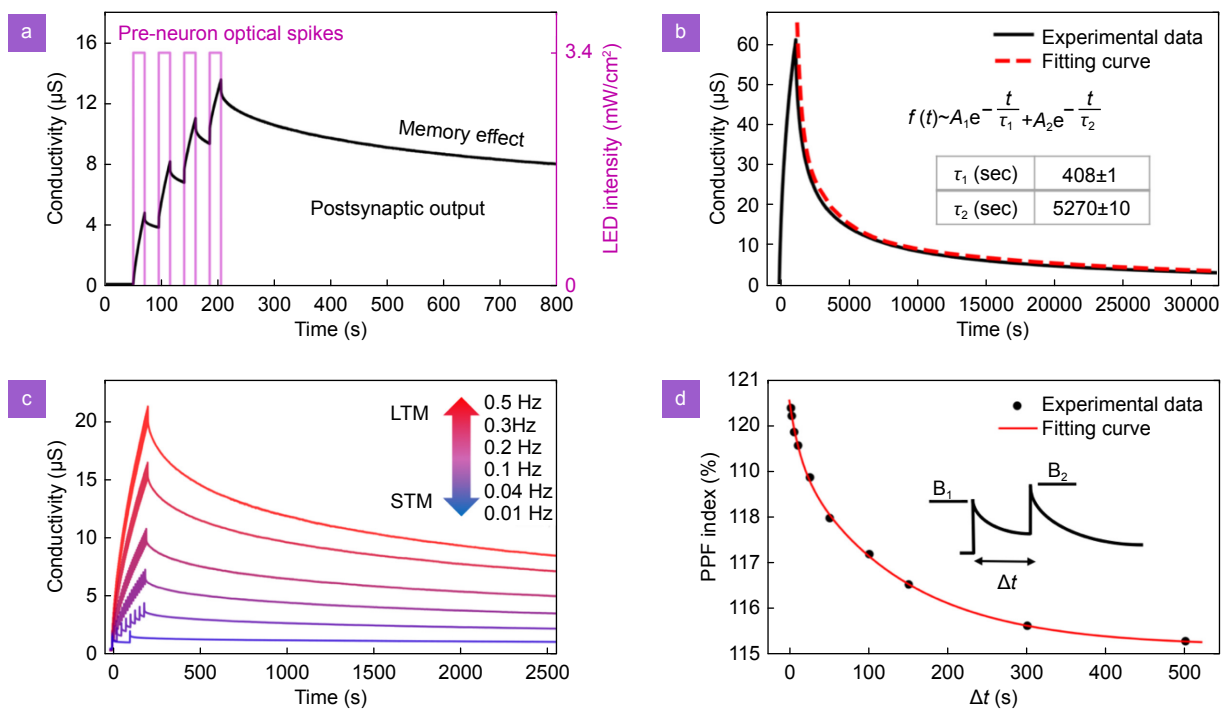 a
Pre-neuron optical spikes
Conductivity (µS)
16
12
8
4
0
Memory effect
Postsynaptic output
3.4
0
LED intensity (mW/cm²)
0 100 200 300 400 500 600 700 800
Time (s)
b
Conductivity (µS)
60
50
40
30
20
10
0
Experimental data
Fitting curve
f (t)~A₁e^(−t/τ₁)+A₂e^(−t/τ₂)
τ₁ (sec) 408±1
τ₂ (sec) 5270±10
0 5000 10000 15000 20000 25000 30000
Time (s)
c
Conductivity (µS)
20
15
10
5
0
LTM
STM
0.5 Hz
0.3Hz
0.2 Hz
0.1 Hz
0.04 Hz
0.01 Hz
0 500 1000 1500 2000 2500
Time (s)
d
PPF index (%)
121
120
119
110
118
117
116
115
Experimental data
Fitting curve
B₁
B₂
Δt
0 100 200 300 400 500
Δt (s)